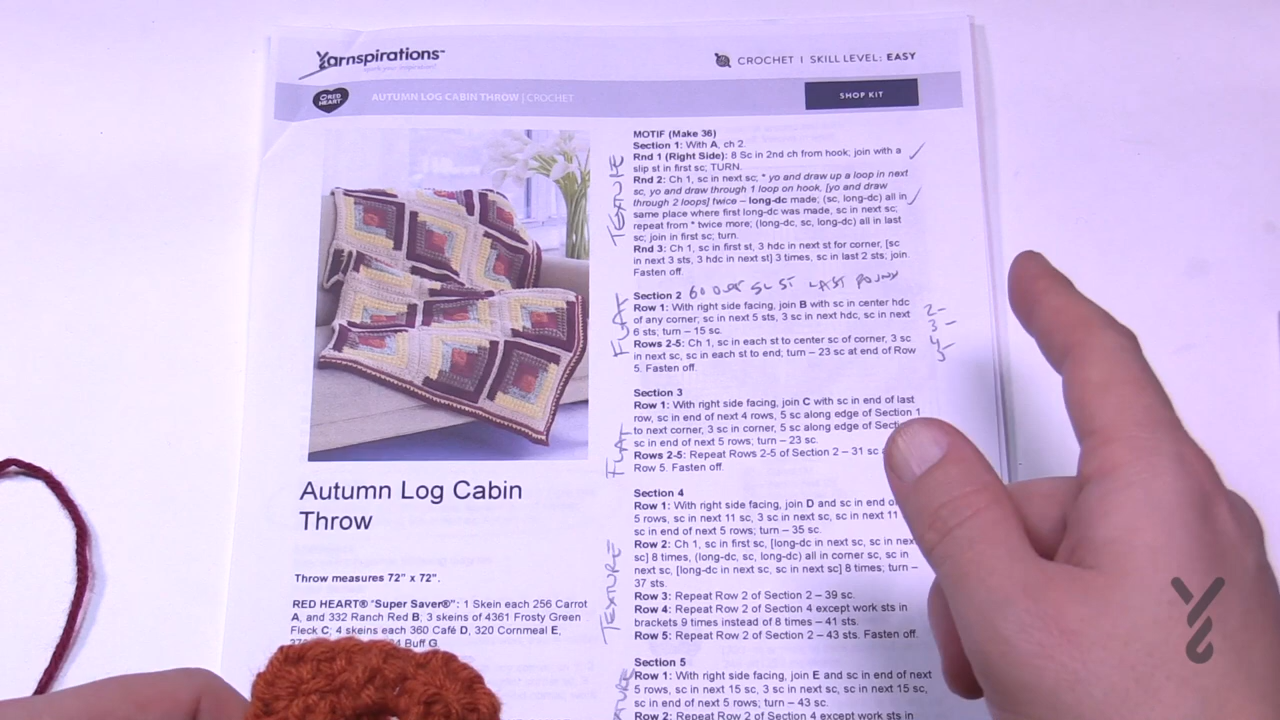 Yarnspirations™
spark your inspiration!
CROCHET | SKILL LEVEL: EASY
RED HEART
AUTUMN LOG CABIN THROW | CROCHET
SHOP KIT
Autumn Log Cabin
Throw
Throw measures 72" x 72".
RED HEART® "Super Saver®": 1 Skein each 256 Carrot
A, and 332 Ranch Red B; 3 skeins of 4361 Frosty Green
Fleck C; 4 skeins each 360 Café D, 320 Cornmeal E,
Buff G.
MOTIF (Make 36)
Section 1: With A, ch 2.
Rnd 1 (Right Side): 8 Sc in 2nd ch from hook; join with a
slip st in first sc; TURN.
Rnd 2: Ch 1, sc in next sc; * yo and draw up a loop in next
sc, yo and draw through 1 loop on hook, [yo and draw
through 2 loops] twice – long-dc made; (sc, long-dc) all in
same place where first long-dc was made, sc in next sc;
repeat from * twice more; (long-dc, sc, long-dc) all in last
sc; join in first sc; turn.
Rnd 3: Ch 1, sc in first st, 3 hdc in next st for corner, [sc
in next 3 sts, 3 hdc in next st] 3 times, sc in last 2 sts; join.
Fasten off.
TEXTURE
Section 2 GO OVER SL ST LAST ROUND
Row 1: With right side facing, join B with sc in center hdc
of any corner; sc in next 5 sts, 3 sc in next hdc, sc in next
6 sts; turn – 15 sc.
Rows 2-5: Ch 1, sc in each st to center sc of corner, 3 sc
in next sc, sc in each st to end; turn – 23 sc at end of Row
5. Fasten off.
FLAT
2-
3-
4-
5
Section 3
Row 1: With right side facing, join C with sc in end of last
row, sc in end of next 4 rows, 5 sc along edge of Section 1
to next corner, 3 sc in corner, 5 sc along edge of
sc in end of next 5 rows; turn – 23 sc.
Rows 2-5: Repeat Rows 2-5 of Section 2 – 31 sc
Row 5. Fasten off.
FLAT
Section 4
Row 1: With right side facing, join D and sc in end
5 rows, sc in next 11 sc, 3 sc in next sc, sc in next 11
sc in end of next 5 rows; turn – 35 sc.
Row 2: Ch 1, sc in first sc, [long-dc in next sc, sc in
sc] 8 times, (long-dc, sc, long-dc) all in corner sc, sc in
next sc, [long-dc in next sc, sc in next sc] 8 times; turn –
37 sts.
Row 3: Repeat Row 2 of Section 2 – 39 sc.
Row 4: Repeat Row 2 of Section 4 except work sts in
brackets 9 times instead of 8 times – 41 sts.
Row 5: Repeat Row 2 of Section 2 – 43 sts. Fasten off.
TEXTURE
Section 5
Row 1: With right side facing, join E and sc in end of next
5 rows, sc in next 15 sc, 3 sc in next sc, sc in next 15 sc,
sc in end of next 5 rows; turn – 43 sc.
Row 2: Repeat Row 2 of Section 4 except work sts in